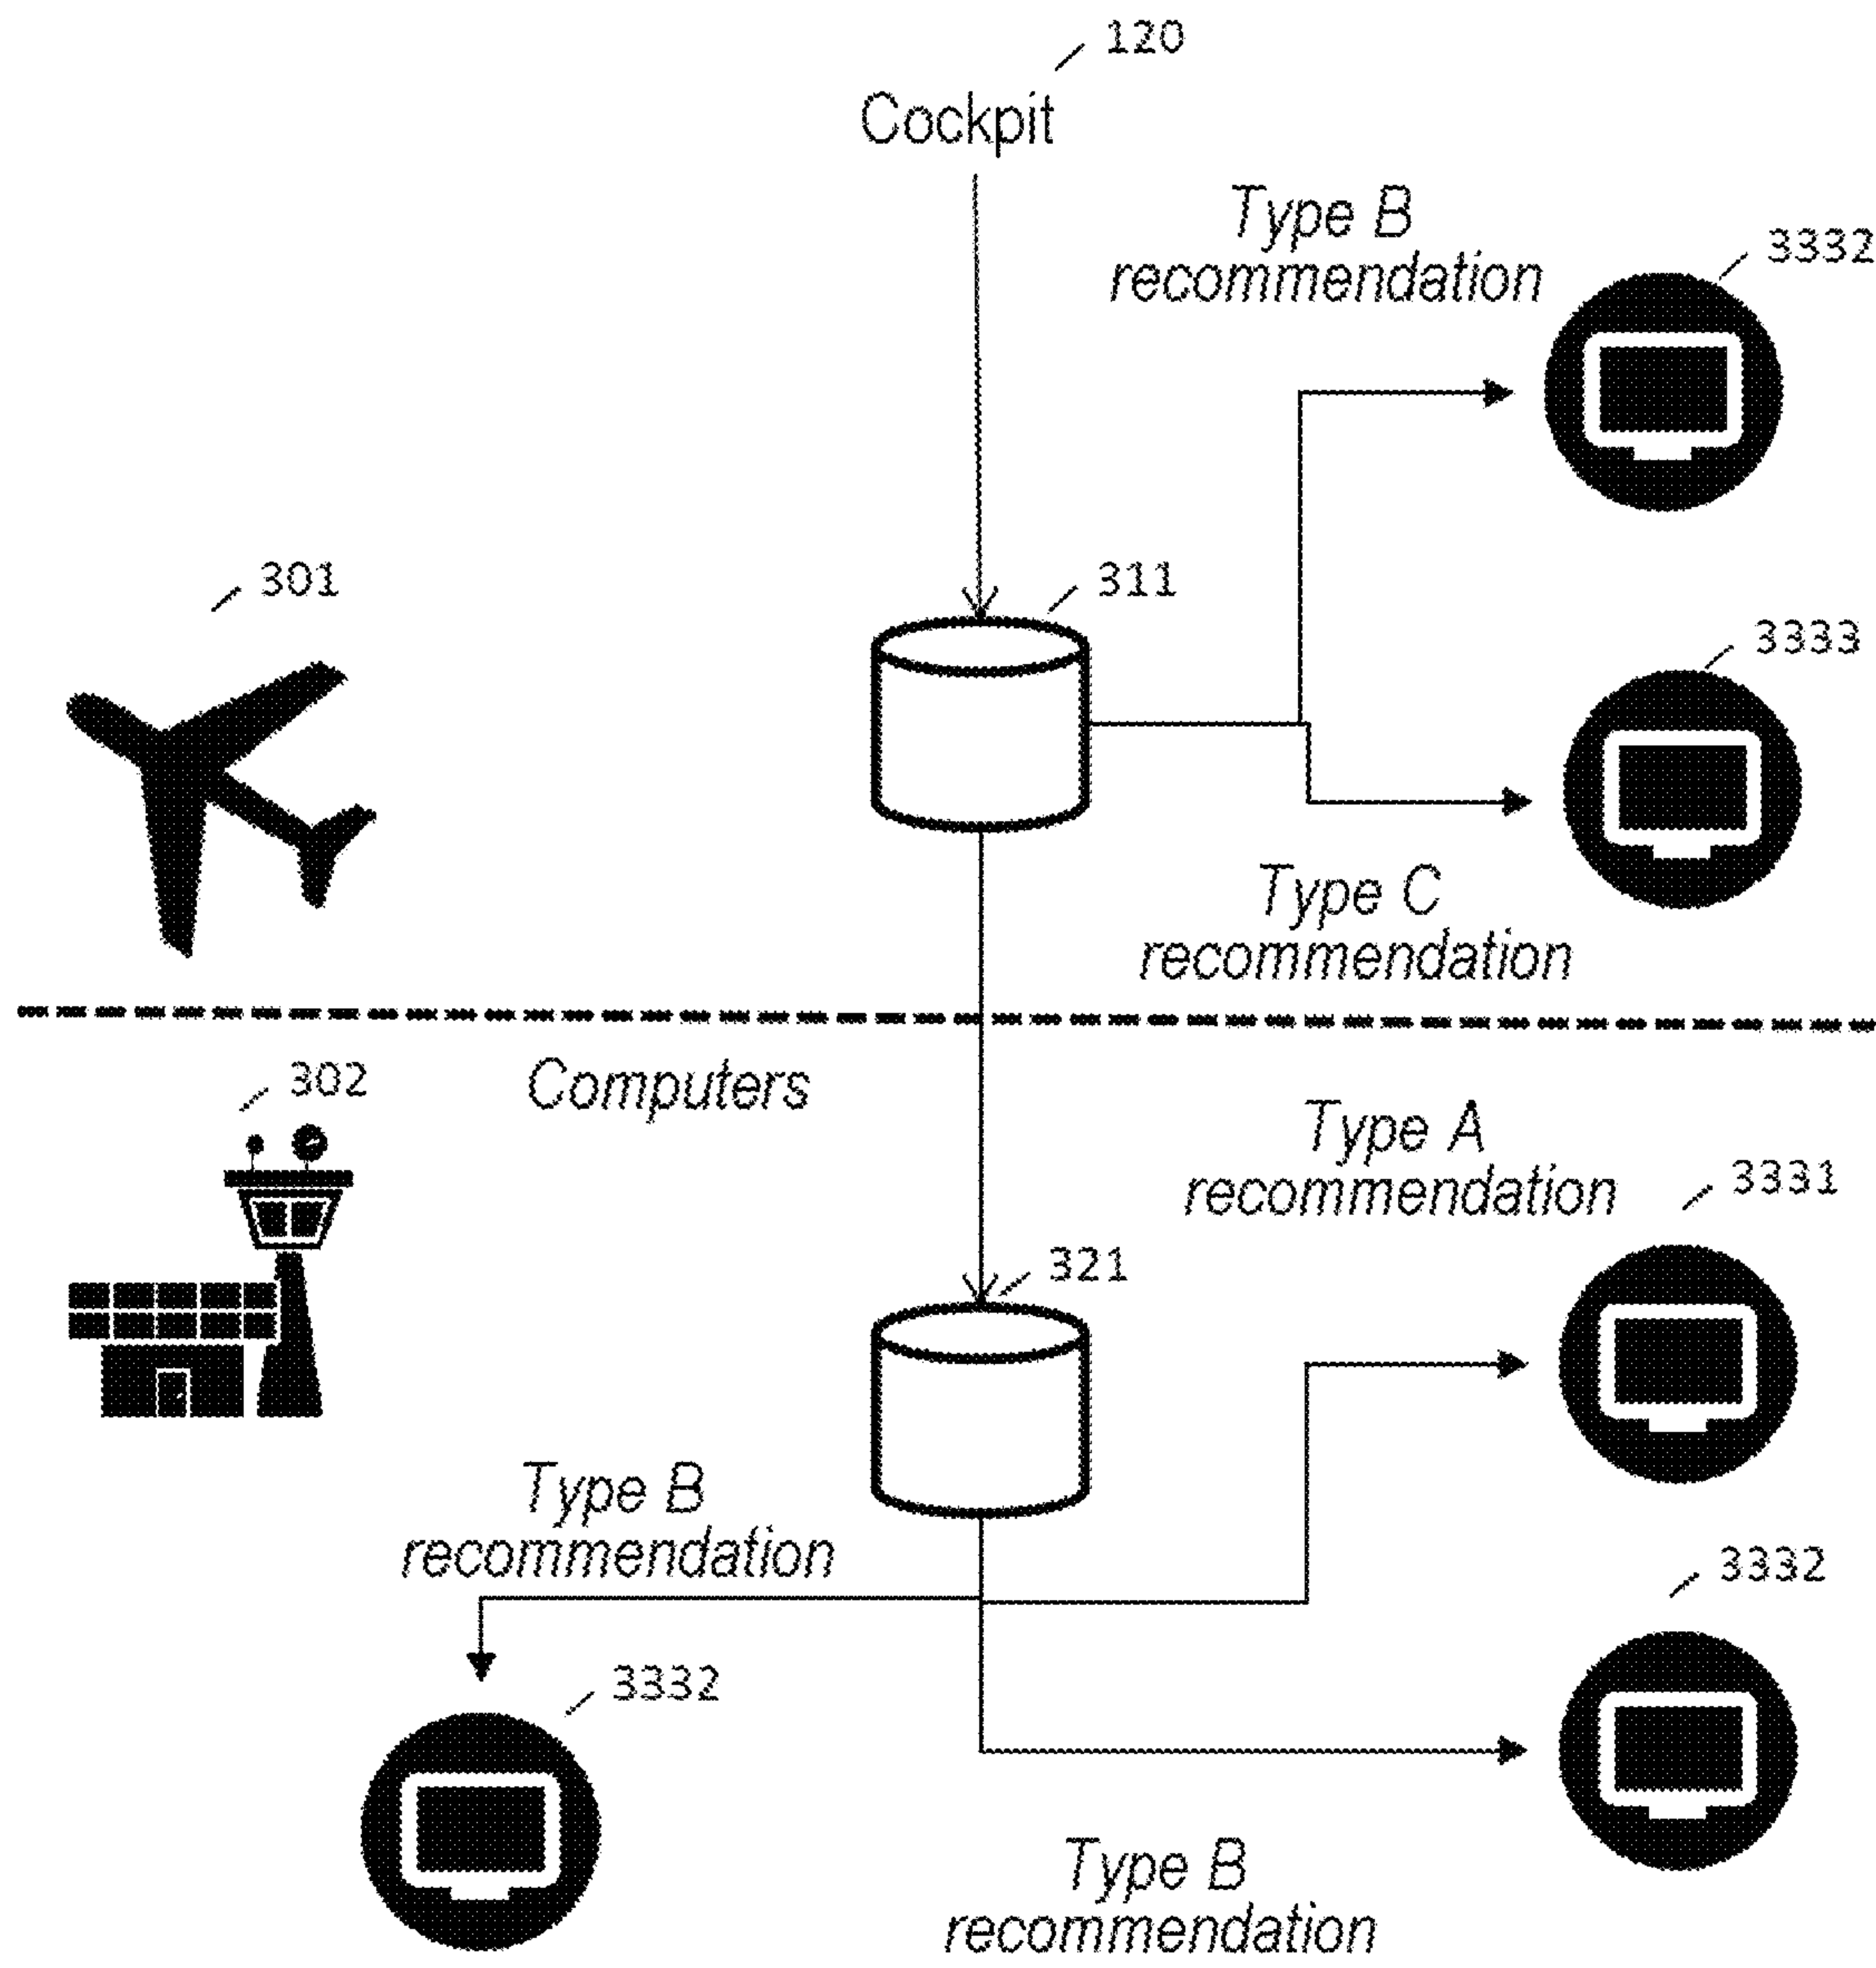 120
Cockpit
Type B
recommendation
3332
301
311
3333
Type C
recommendation
302
Computers
Type A
recommendation
3331
321
Type B
recommendation
3332
3332
Type B
recommendation